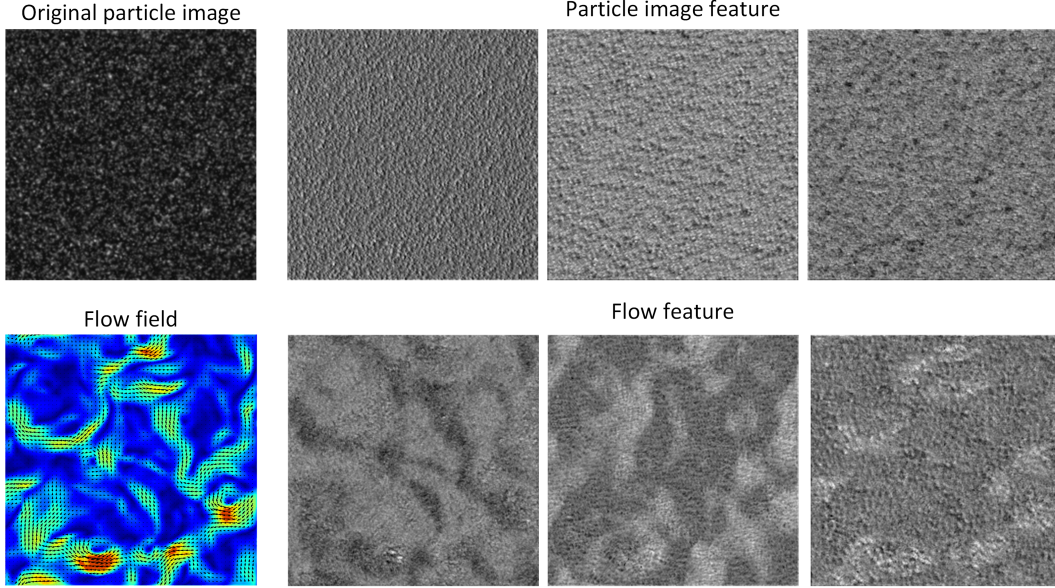 Original particle image
Particle image feature
Flow field
Flow feature